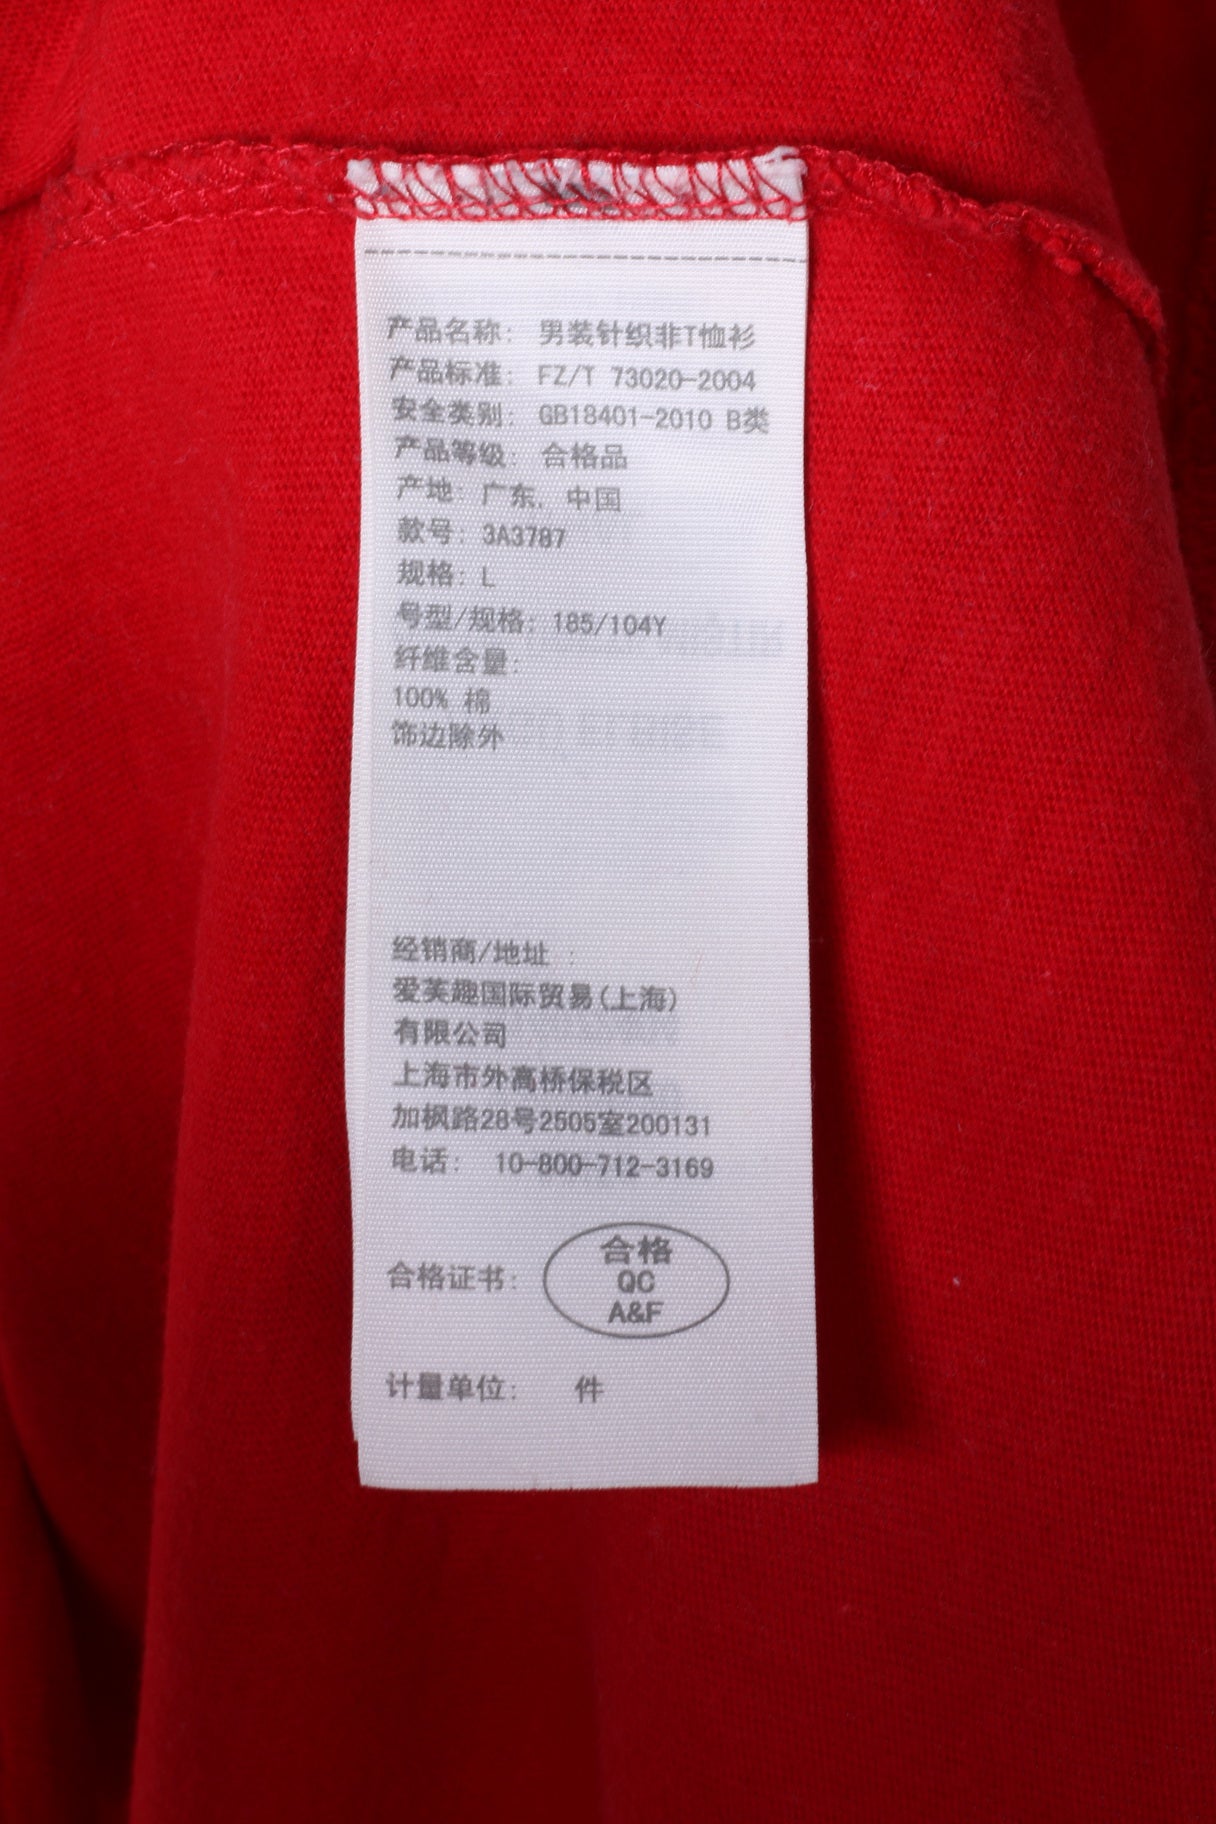 产品名称: 男装针织非T恤衫
产品标准: FZ/T 73020-2004
安全类别: GB18401-2010 B类
产品等级: 合格品
产地: 广东, 中国
款号: 3A3787
规格: L
号型/规格: 185/104Y
纤维含量:
100% 棉
饰边除外
经销商/地址 :
爱芙趣国际贸易(上海)
有限公司
上海市外高桥保税区
加枫路28号2505室200131
电话: 10-800-712-3169
合格证书:
合格
QC
A&F
计量单位: 件